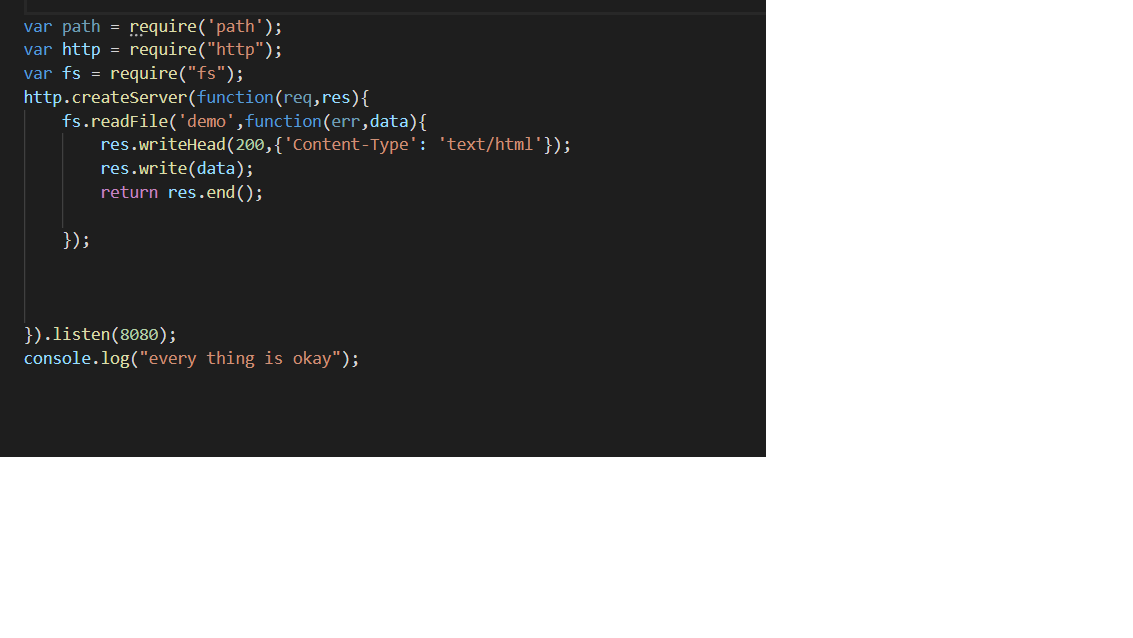 var path = require('path');
var http = require("http");
var fs = require("fs");
http.createServer(function(req,res){
    fs.readFile('demo',function(err,data){
        res.writeHead(200,{'Content-Type': 'text/html'});
        res.write(data);
        return res.end();
    });
}).listen(8080);
console.log("every thing is okay");